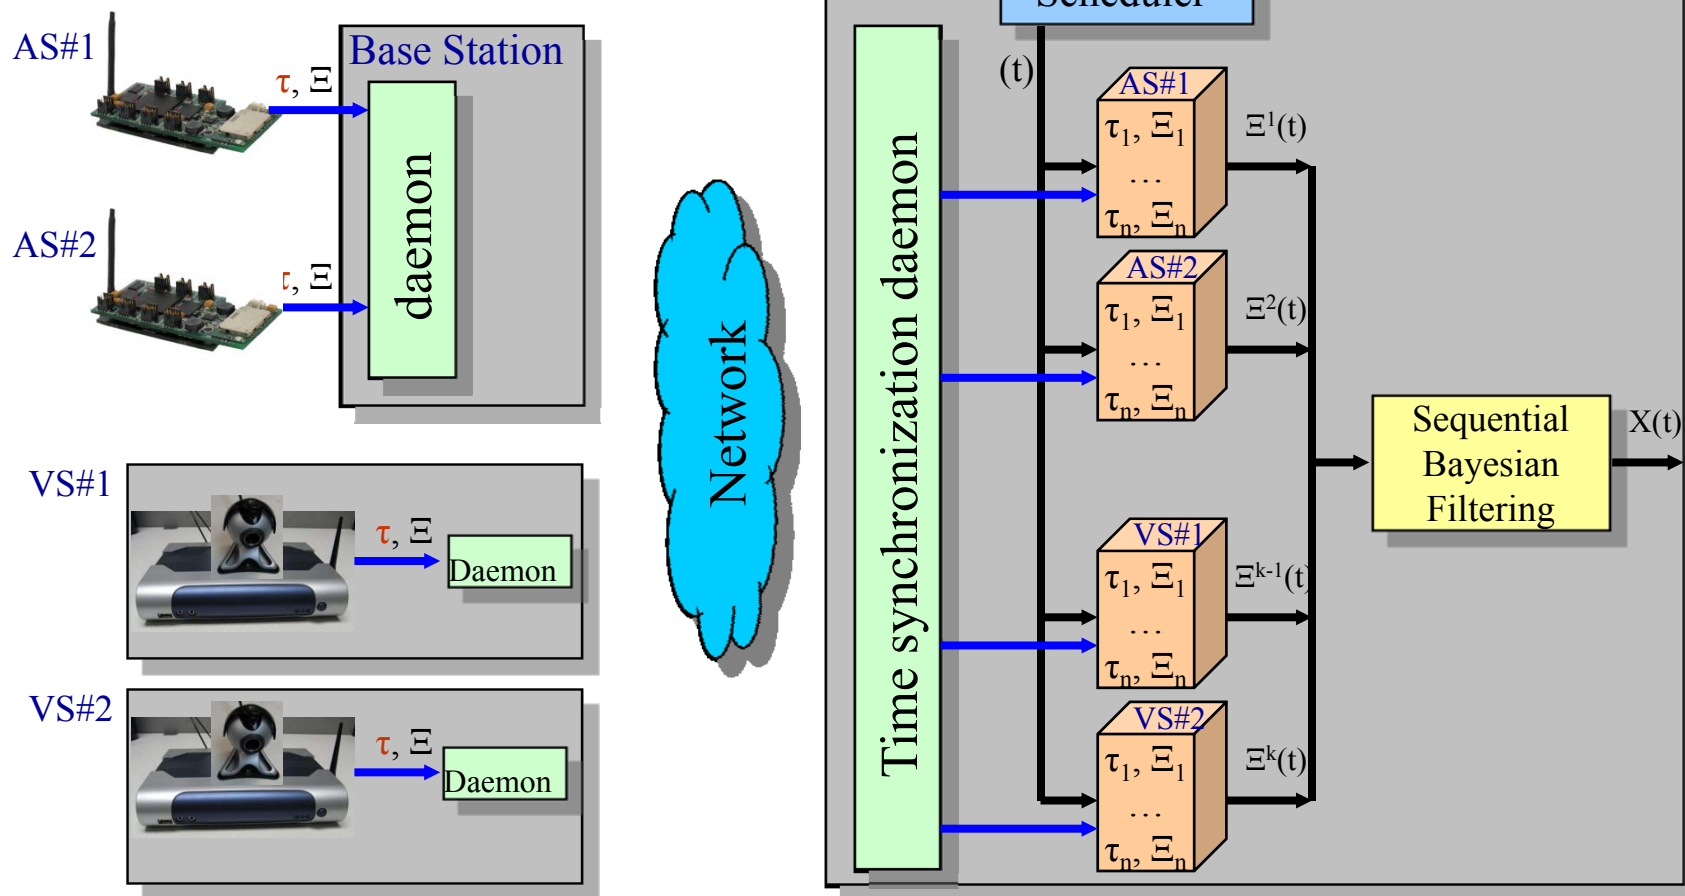 AS#1
τ, Ξ
Base Station
daemon
AS#2
τ, Ξ
VS#1
τ, Ξ
Daemon
VS#2
τ, Ξ
Daemon
Network
Scheduler
Time synchronization daemon
(t)
AS#1
τ1, Ξ1
...
τn, Ξn
Ξ1(t)
AS#2
τ1, Ξ1
...
τn, Ξn
Ξ2(t)
VS#1
τ1, Ξ1
...
τn, Ξn
Ξk-1(t)
VS#2
τ1, Ξ1
...
τn, Ξn
Ξk(t)
Sequential
Bayesian
Filtering
X(t)